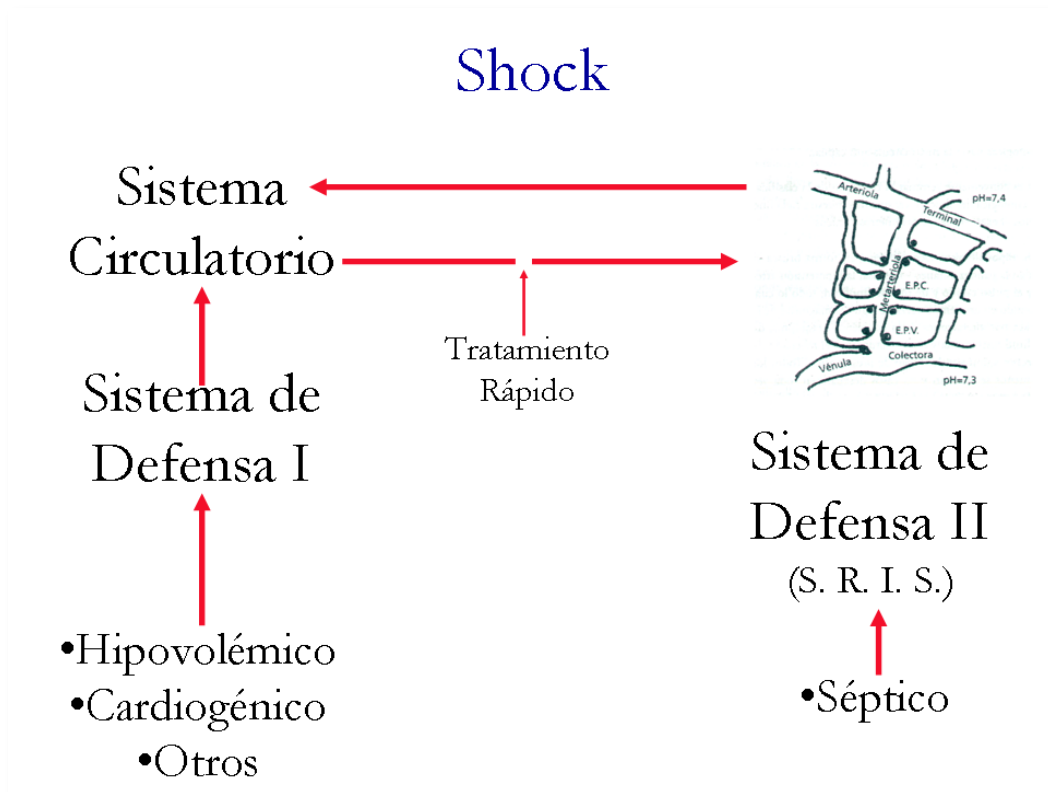 Shock
Sistema
Circulatorio
Tratamiento
Rápido
Sistema de
Defensa I
•Hipovolémico
•Cardiogénico
•Otros
Arteriola
Terminal
pH=7,4
Metarteriola
E.P.C.
E.P.V.
Vénula
Colectora
pH=7,3
Sistema de
Defensa II
(S. R. I. S.)
•Séptico